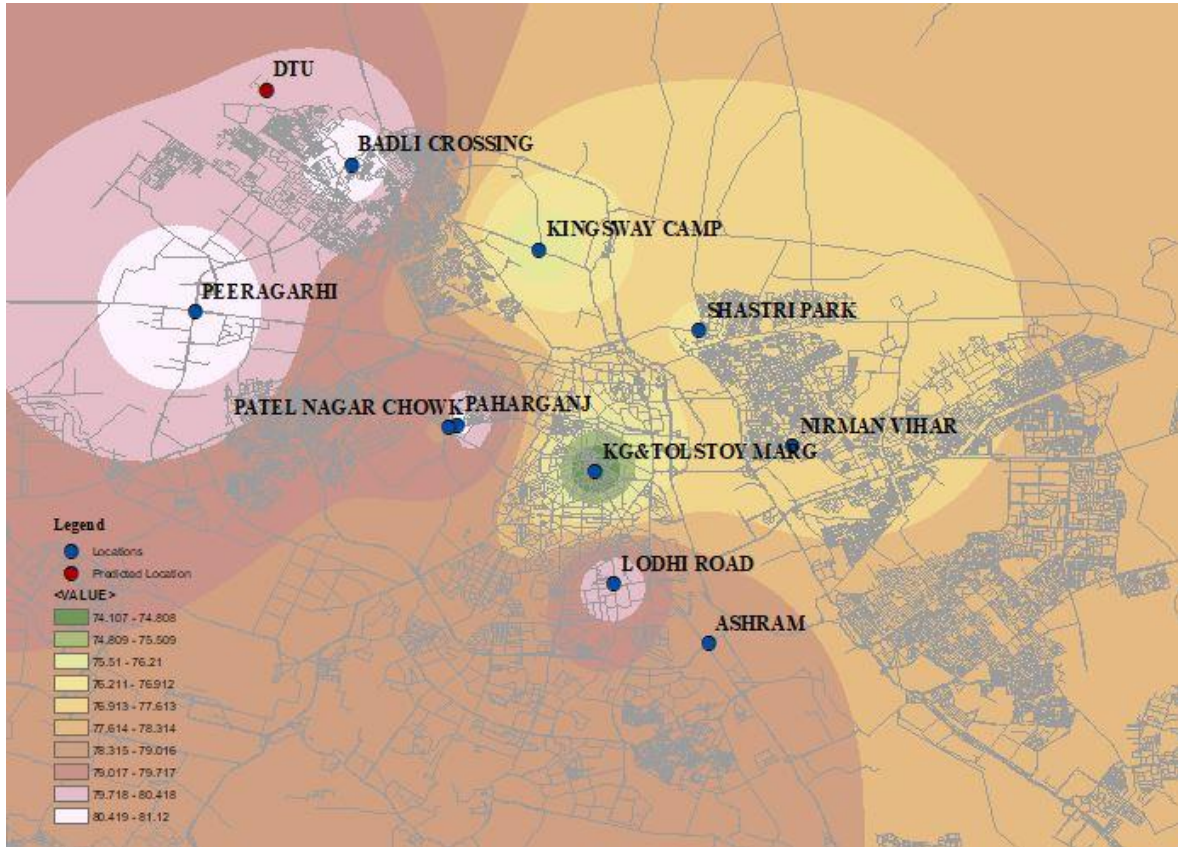 DTU
BADLI CROSSING
KINGSWAY CAMP
PEERAGARHI
SHASTRI PARK
PATEL NAGAR CHOWK
PAHARGANJ
NIRMAN VIHAR
KG&TOLSTOY MARG
LODHI ROAD
ASHRAM
Legend
Locations
Predicted Location
<VALUE>
74.107 - 74.808
74.809 - 75.509
75.51 - 76.21
76.211 - 76.912
76.913 - 77.613
77.614 - 78.314
78.315 - 79.016
79.017 - 79.717
79.718 - 80.418
80.419 - 81.12